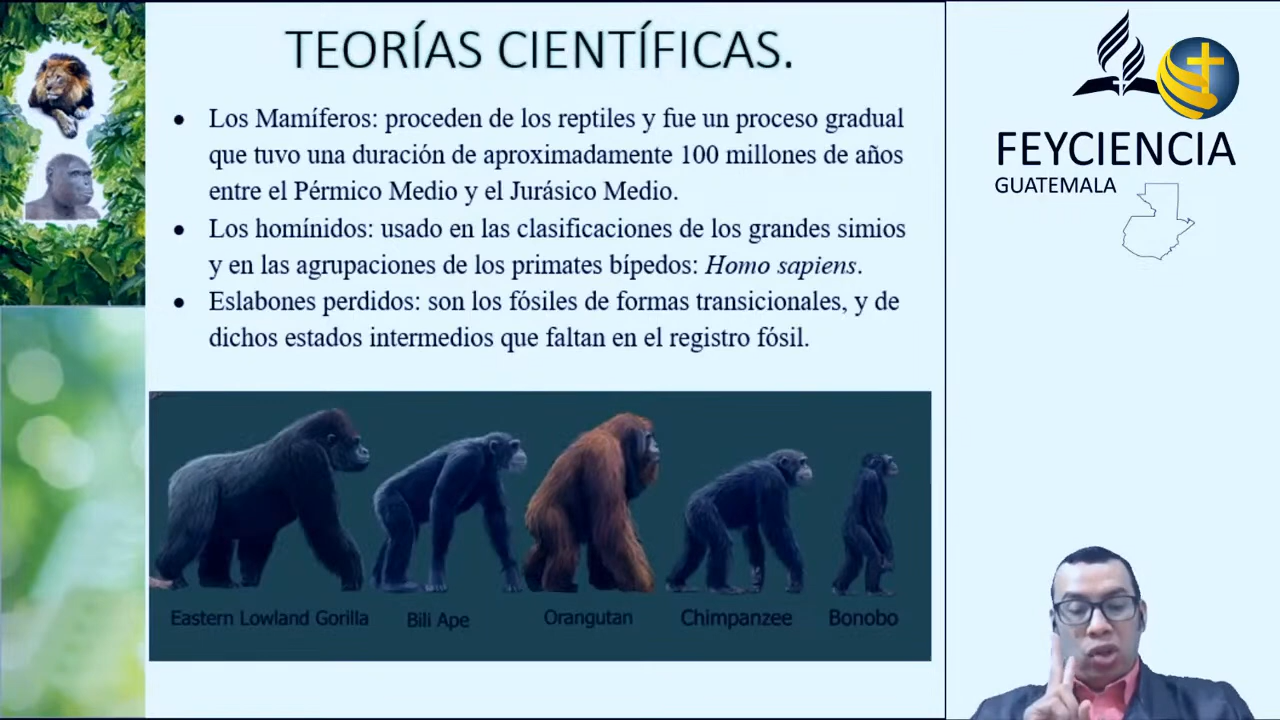 TEORÍAS CIENTÍFICAS.
• Los Mamíferos: proceden de los reptiles y fue un proceso gradual
que tuvo una duración de aproximadamente 100 millones de años
entre el Pérmico Medio y el Jurásico Medio.
• Los homínidos: usado en las clasificaciones de los grandes simios
y en las agrupaciones de los primates bípedos: Homo sapiens.
• Eslabones perdidos: son los fósiles de formas transicionales, y de
dichos estados intermedios que faltan en el registro fósil.
Eastern Lowland Gorilla
Bili Ape
Orangutan
Chimpanzee
Bonobo
FEYCIENCIA
GUATEMALA